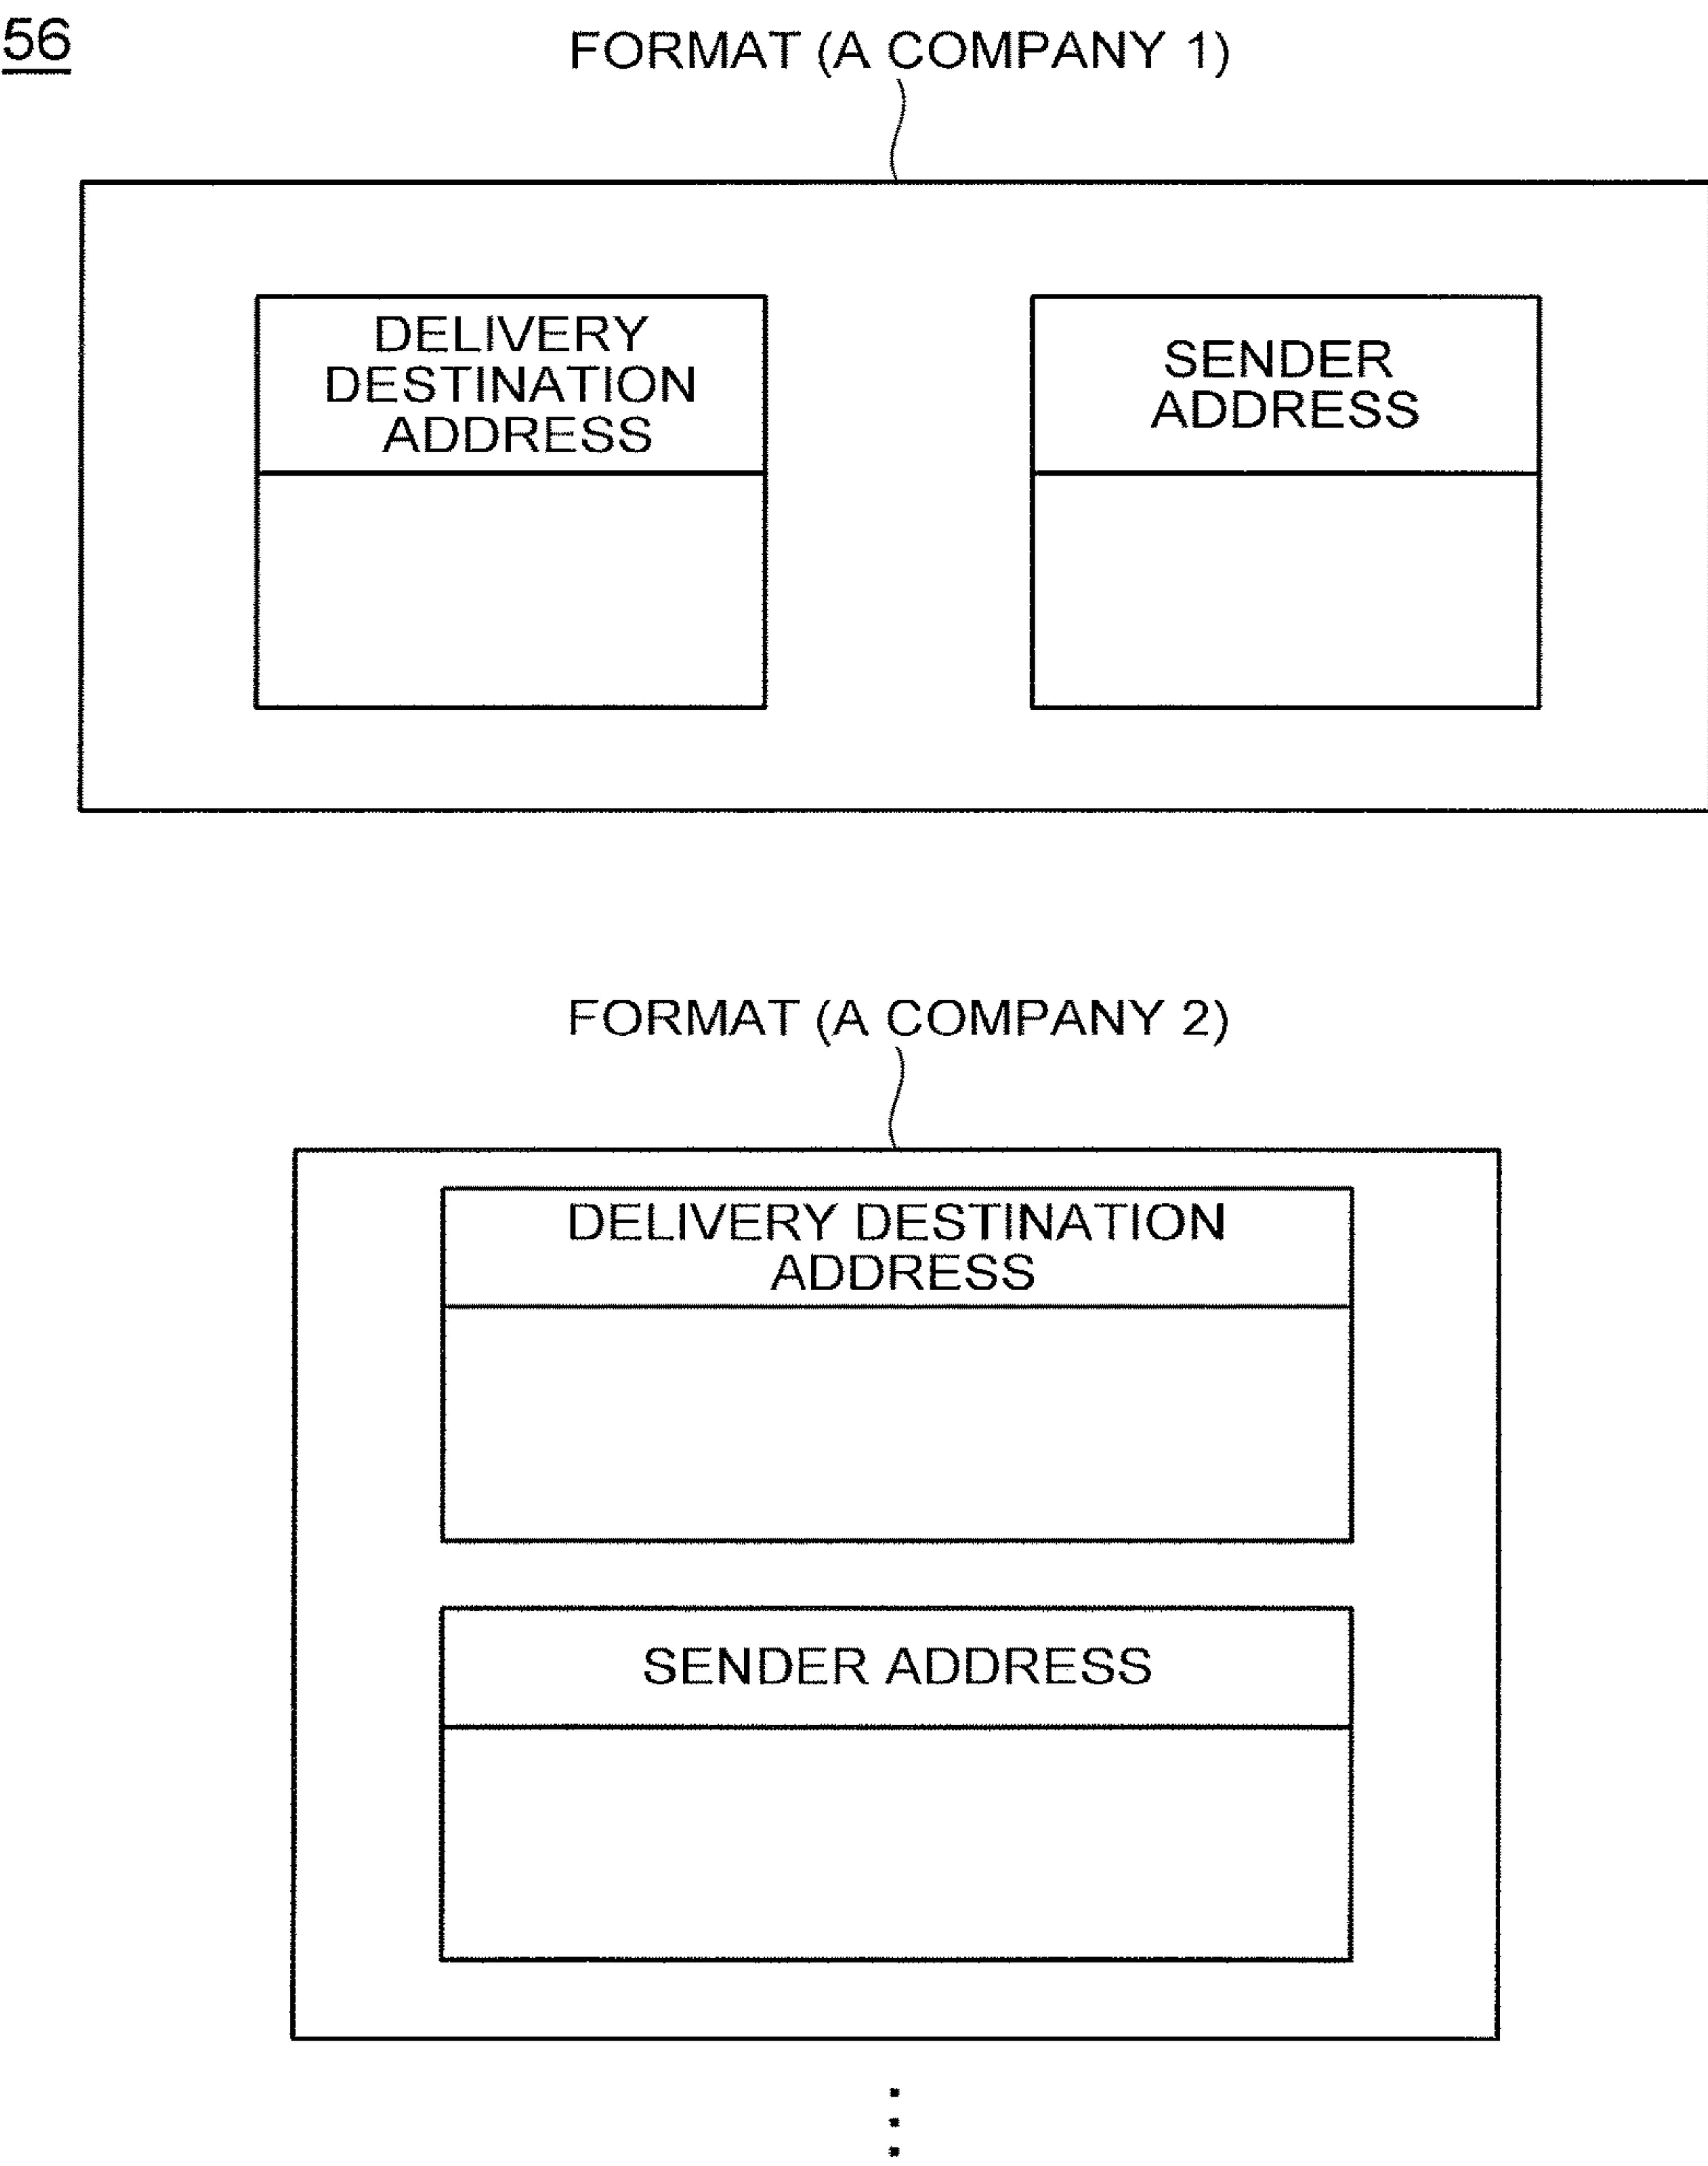 56
FORMAT (A COMPANY 1)
DELIVERY
DESTINATION
ADDRESS
SENDER
ADDRESS
FORMAT (A COMPANY 2)
DELIVERY DESTINATION
ADDRESS
SENDER ADDRESS